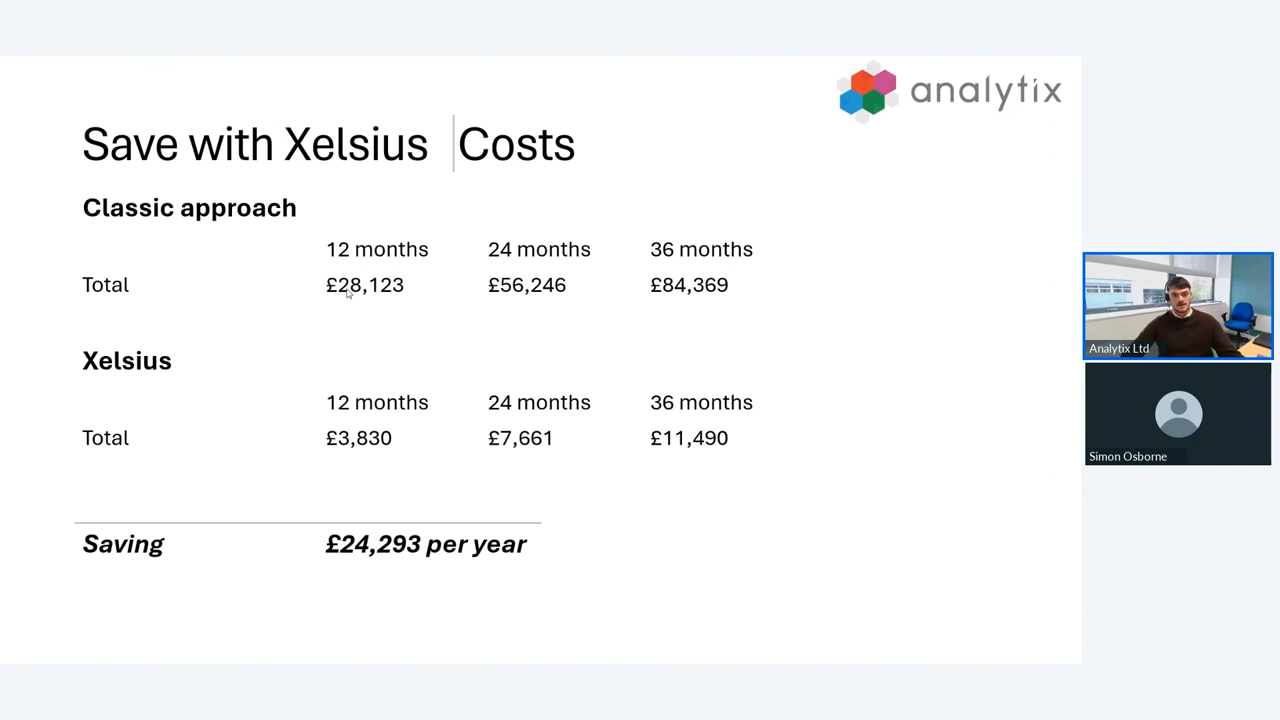 analytix
Save with Xelsius Costs
Classic approach
12 months 24 months 36 months
Total £28,123 £56,246 £84,369
Xelsius
12 months 24 months 36 months
Total £3,830 £7,661 £11,490
Saving £24,293 per year
Analytix Ltd
Simon Osborne